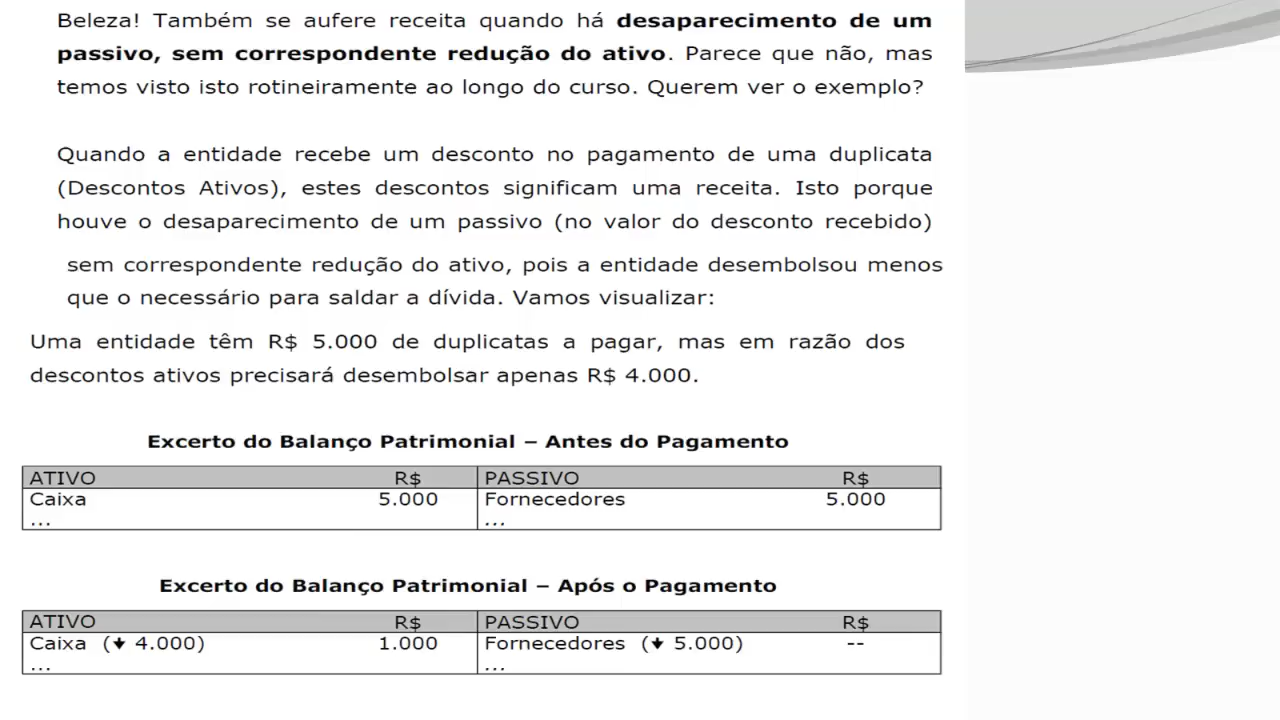 Beleza! Também se aufere receita quando há desaparecimento de um
passivo, sem correspondente redução do ativo. Parece que não, mas
temos visto isto rotineiramente ao longo do curso. Querem ver o exemplo?
Quando a entidade recebe um desconto no pagamento de uma duplicata
(Descontos Ativos), estes descontos significam uma receita. Isto porque
houve o desaparecimento de um passivo (no valor do desconto recebido)
sem correspondente redução do ativo, pois a entidade desembolsou menos
que o necessário para saldar a dívida. Vamos visualizar:
Uma entidade têm R$ 5.000 de duplicatas a pagar, mas em razão dos
descontos ativos precisará desembolsar apenas R$ 4.000.
Excerto do Balanço Patrimonial – Antes do Pagamento
ATIVO R$ PASSIVO R$
Caixa 5.000 Fornecedores 5.000
... ...
Excerto do Balanço Patrimonial – Após o Pagamento
ATIVO R$ PASSIVO R$
Caixa (🡻 4.000) 1.000 Fornecedores (🡻 5.000) --
... ...